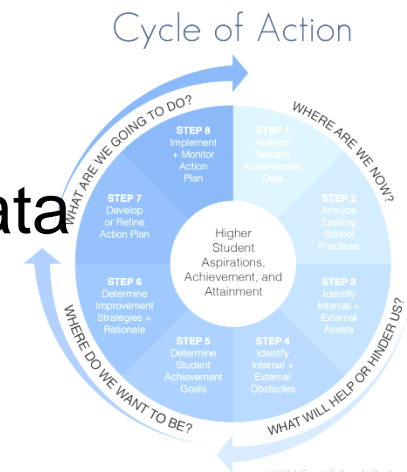 Cycle of Action
WHERE ARE WE NOW?
STEP 1
Analyze
Student
Achievement
Data
STEP 2
Analyze
Existing
School
Practices
WHAT WILL HELP OR HINDER US?
STEP 3
Identify
Internal +
External
Assets
STEP 4
Identify
Internal +
External
Obstacles
WHERE DO WE WANT TO BE?
STEP 5
Determine
Student
Achievement
Goals
STEP 6
Determine
Improvement
Strategies +
Rationale
WHAT ARE WE GOING TO DO?
STEP 7
Develop
or Refine
Action Plan
STEP 8
Implement
+ Monitor
Action
Plan
Higher
Student
Aspirations,
Achievement, and
Attainment
ata